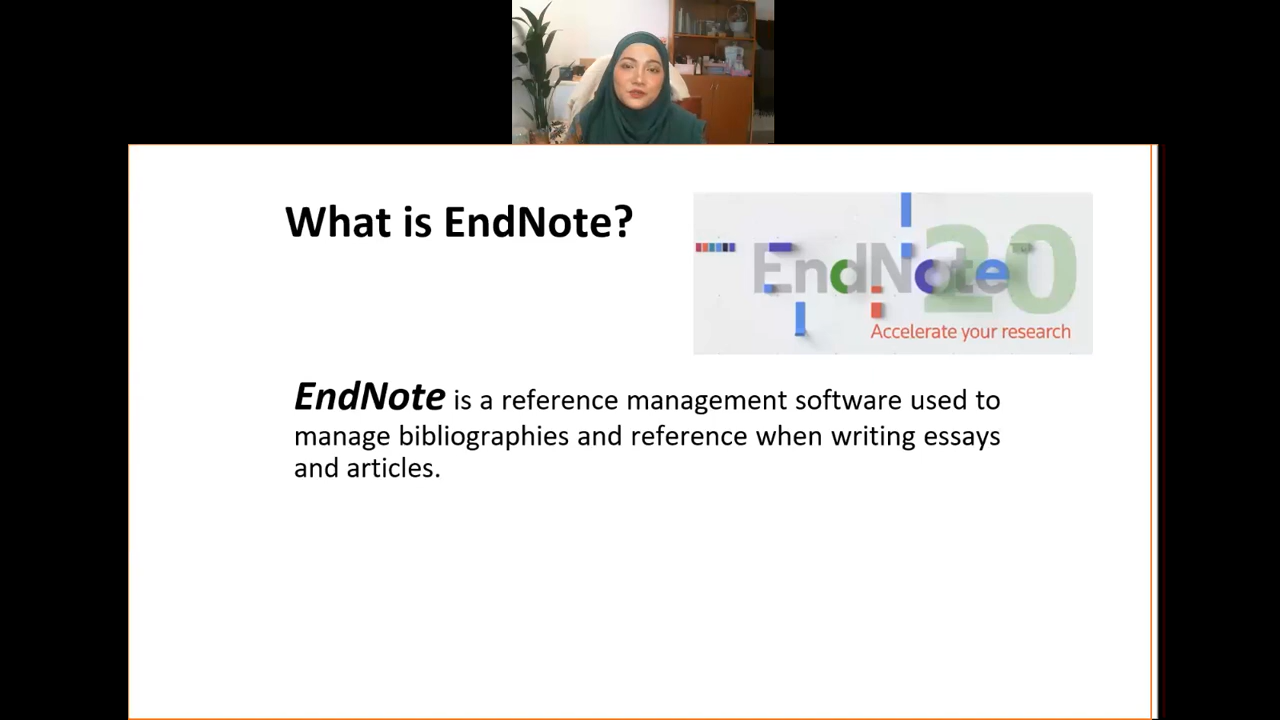 What is EndNote?
EndNote 20
Accelerate your research
EndNote is a reference management software used to
manage bibliographies and reference when writing essays
and articles.